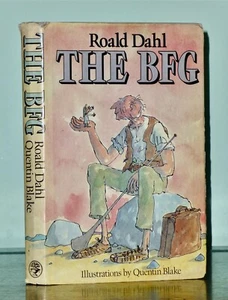 Roald Dahl
THE BFG
Illustrations by Quentin Blake
THE BFG
Roald Dahl
Quentin Blake